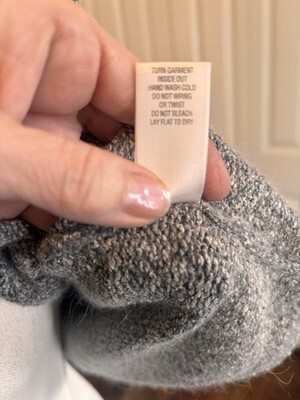 TURN GARMENT
INSIDE OUT
HAND WASH COLD
DO NOT WRING
OR TWIST
DO NOT BLEACH
LAY FLAT TO DRY